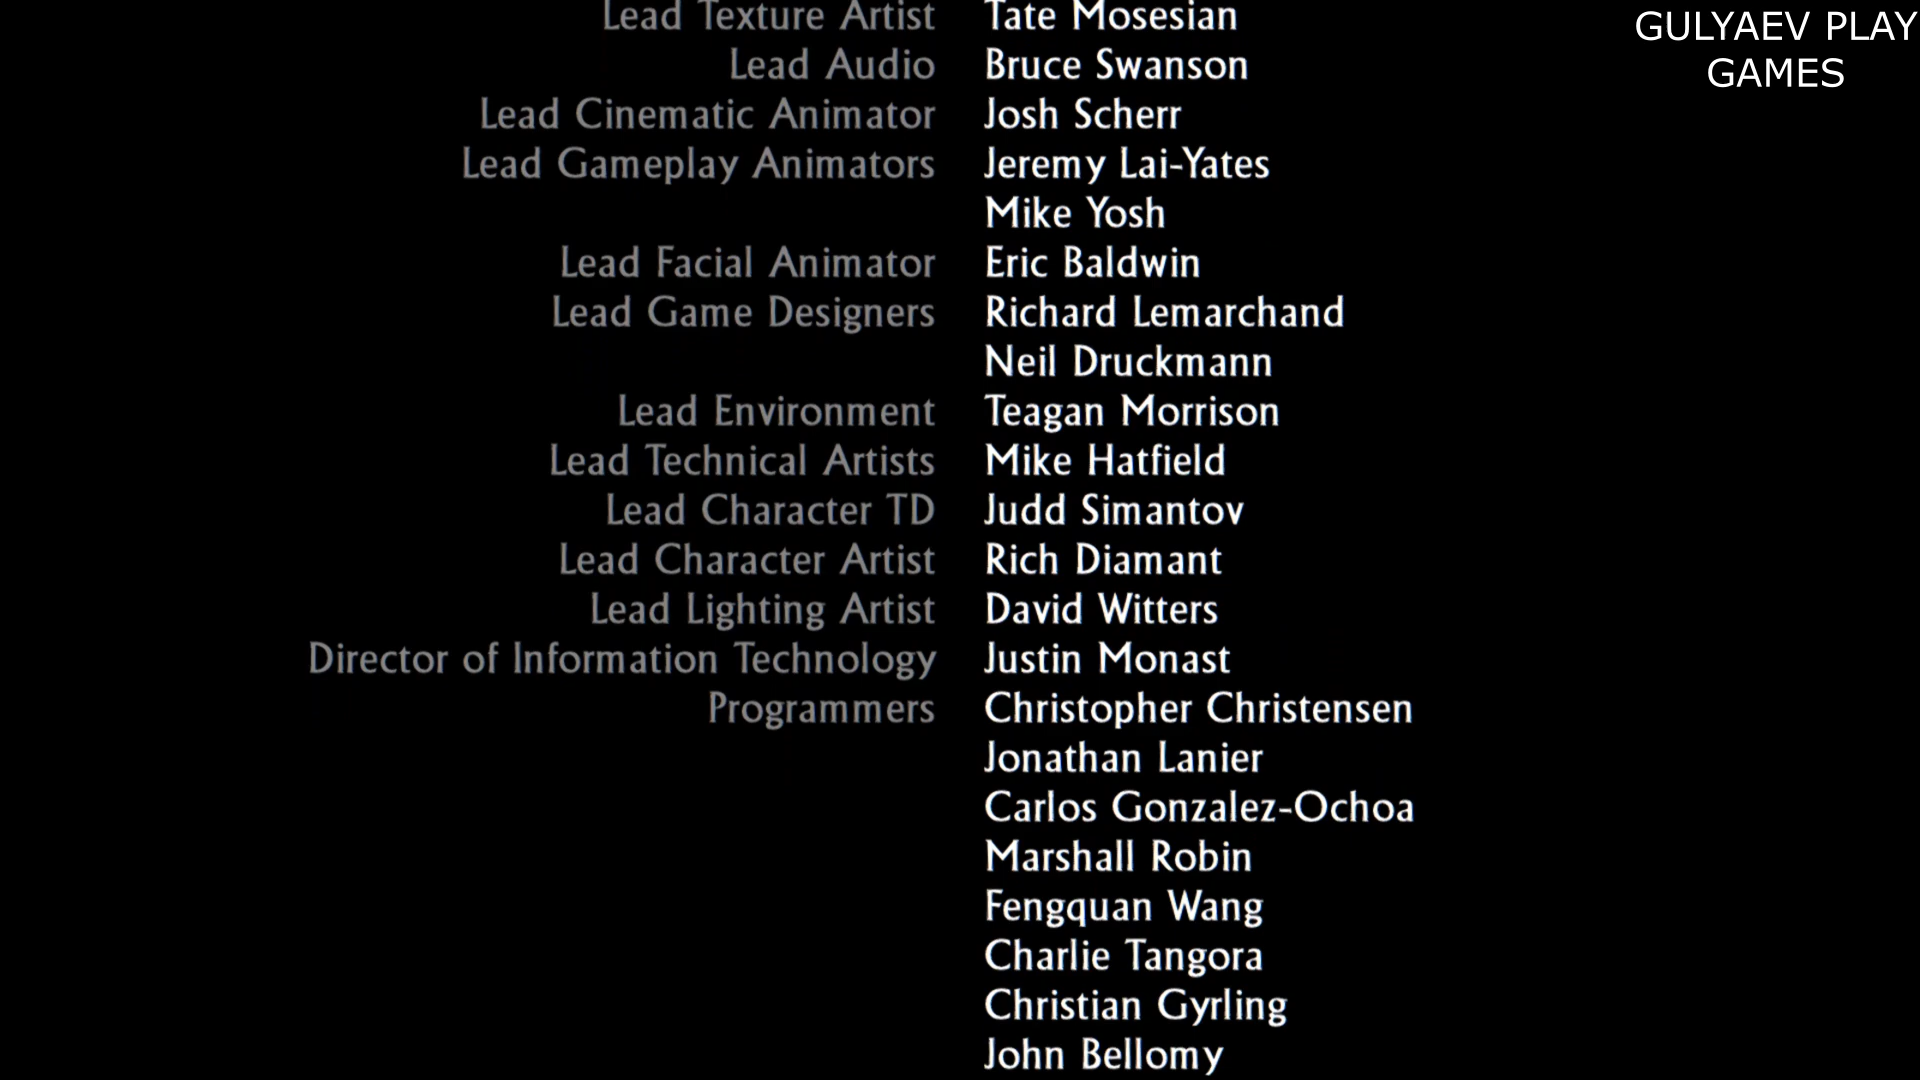 Lead Texture Artist Tate Mosesian
GULYAEV PLAY
GAMES
Lead Audio Bruce Swanson
Lead Cinematic Animator Josh Scherr
Lead Gameplay Animators Jeremy Lai-Yates
Mike Yosh
Lead Facial Animator Eric Baldwin
Lead Game Designers Richard Lemarchand
Neil Druckmann
Lead Environment Teagan Morrison
Lead Technical Artists Mike Hatfield
Lead Character TD Judd Simantov
Lead Character Artist Rich Diamant
Lead Lighting Artist David Witters
Director of Information Technology Justin Monast
Programmers Christopher Christensen
Jonathan Lanier
Carlos Gonzalez-Ochoa
Marshall Robin
Fengquan Wang
Charlie Tangora
Christian Gyrling
John Bellomy